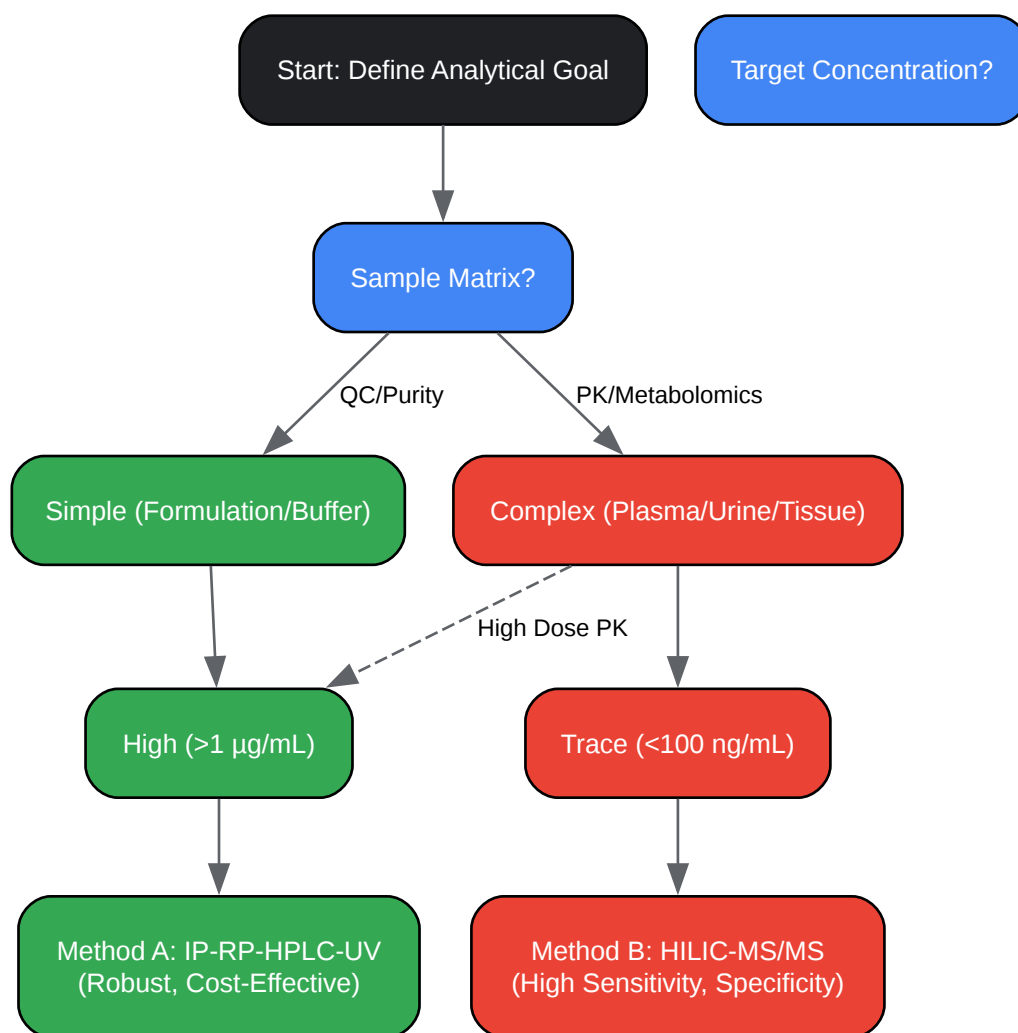 Start: Define Analytical Goal
Target Concentration?
Sample Matrix?
QC/Purity
PK/Metabolomics
Simple (Formulation/Buffer)
Complex (Plasma/Urine/Tissue)
High Dose PK
High (>1 µg/mL)
Trace (<100 ng/mL)
Method A: IP-RP-HPLC-UV
(Robust, Cost-Effective)
Method B: HILIC-MS/MS
(High Sensitivity, Specificity)